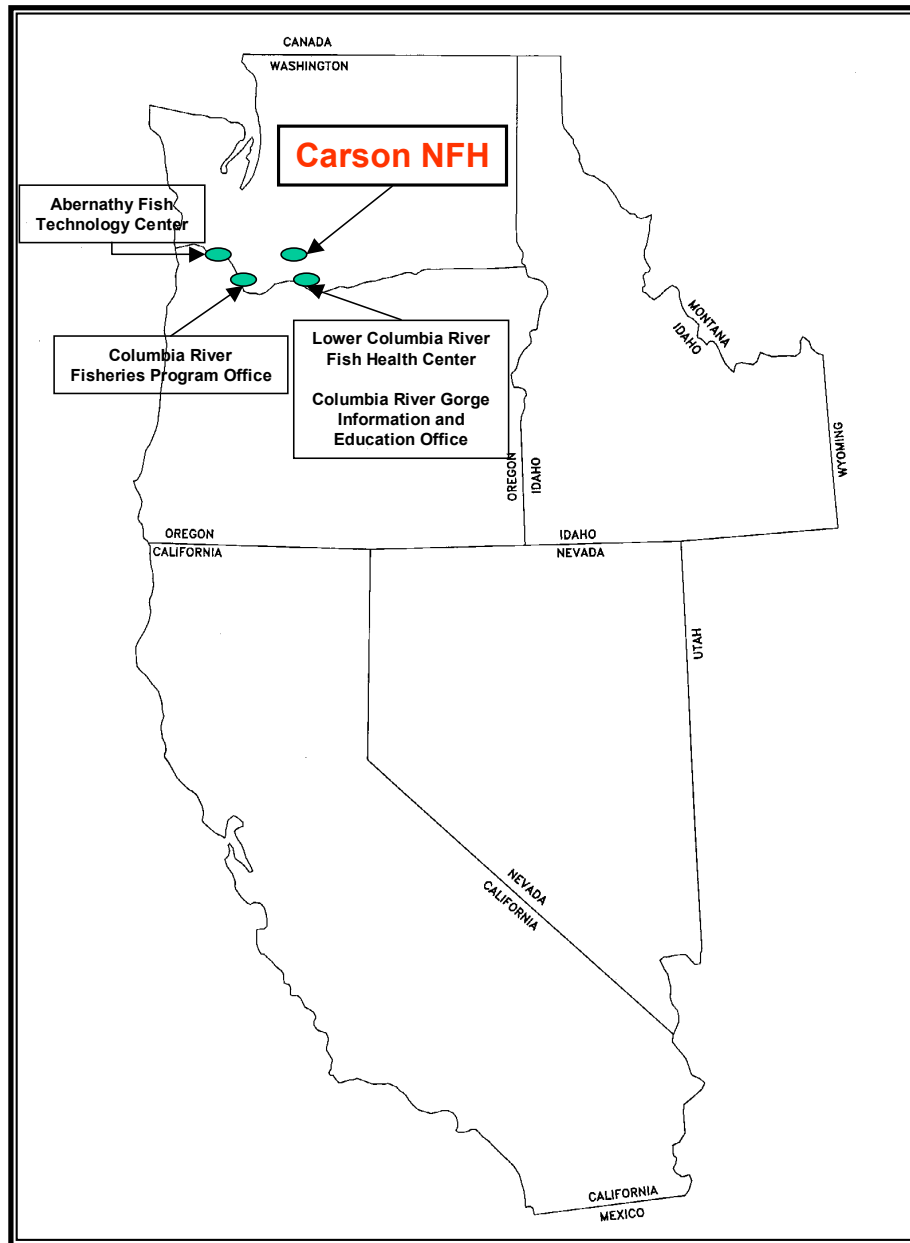 CANADA
WASHINGTON
Carson NFH
Abernathy Fish
Technology Center
Columbia River
Fisheries Program Office
Lower Columbia River
Fish Health Center
Columbia River Gorge
Information and
Education Office
MONTANA
IDAHO
WYOMING
OREGON
IDAHO
OREGON
CALIFORNIA
IDAHO
NEVADA
UTAH
NEVADA
CALIFORNIA
CALIFORNIA
MEXICO